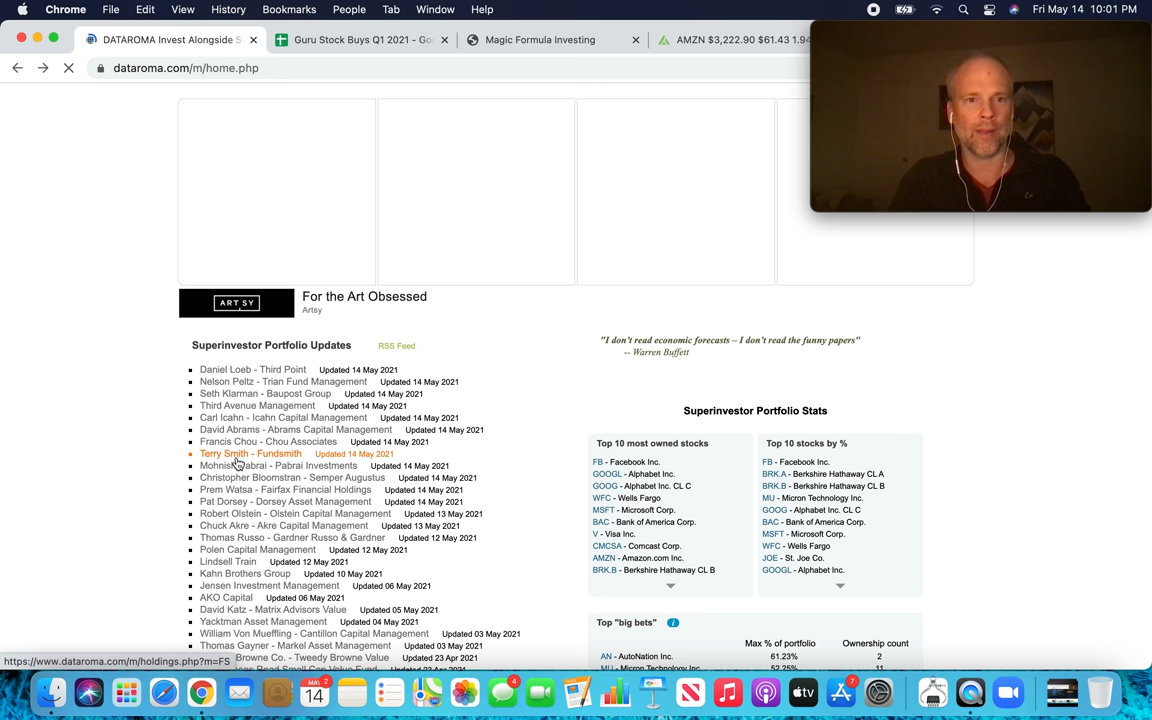 Chrome File Edit View History Bookmarks People Tab Window Help Fri May 14 10:01 PM
DATAROMA Invest Alongside S Guru Stock Buys Q1 2021 - Go Magic Formula Investing AMZN $3,222.90 $61.43 1.94
dataroma.com/m/home.php
ARTSY
For the Art Obsessed
Artsy
Superinvestor Portfolio Updates RSS Feed
Daniel Loeb - Third Point Updated 14 May 2021
Nelson Peltz - Trian Fund Management Updated 14 May 2021
Seth Klarman - Baupost Group Updated 14 May 2021
Third Avenue Management Updated 14 May 2021
Carl Icahn - Icahn Capital Management Updated 14 May 2021
David Abrams - Abrams Capital Management Updated 14 May 2021
Francis Chou - Chou Associates Updated 14 May 2021
Terry Smith - Fundsmith Updated 14 May 2021
Mohnish Pabrai - Pabrai Investments Updated 14 May 2021
Christopher Bloomstran - Semper Augustus Updated 14 May 2021
Prem Watsa - Fairfax Financial Holdings Updated 14 May 2021
Pat Dorsey - Dorsey Asset Management Updated 14 May 2021
Robert Olstein - Olstein Capital Management Updated 13 May 2021
Chuck Akre - Akre Capital Management Updated 13 May 2021
Thomas Russo - Gardner Russo & Gardner Updated 12 May 2021
Polen Capital Management Updated 12 May 2021
Lindsell Train Updated 12 May 2021
Kahn Brothers Group Updated 10 May 2021
Jensen Investment Management Updated 06 May 2021
AKO Capital Updated 06 May 2021
David Katz - Matrix Advisors Value Updated 05 May 2021
Yacktman Asset Management Updated 04 May 2021
William Von Mueffling - Cantillon Capital Management Updated 03 May 2021
Thomas Gayner - Markel Asset Management Updated 03 May 2021
Browne Co. - Tweedy Browne Value Updated 23 Apr 2021
"I don't read economic forecasts – I don't read the funny papers"
-- Warren Buffett
Superinvestor Portfolio Stats
Top 10 most owned stocks
FB - Facebook Inc.
GOOGL - Alphabet Inc.
GOOG - Alphabet Inc. CL C
WFC - Wells Fargo
MSFT - Microsoft Corp.
BAC - Bank of America Corp.
V - Visa Inc.
CMCSA - Comcast Corp.
AMZN - Amazon.com Inc.
BRK.B - Berkshire Hathaway CL B
Top 10 stocks by %
FB - Facebook Inc.
BRK.A - Berkshire Hathaway CL A
BRK.B - Berkshire Hathaway CL B
MU - Micron Technology Inc.
GOOG - Alphabet Inc. CL C
BAC - Bank of America Corp.
MSFT - Microsoft Corp.
WFC - Wells Fargo
JOE - St. Joe Co.
GOOGL - Alphabet Inc.
Top "big bets" i
Max % of portfolio Ownership count
AN - AutoNation Inc. 61.23% 2
MU - Micron Technology Inc. 52.25% 11
https://www.dataroma.com/m/holdings.php?m=FS
MAY 14 2 4 7
tv